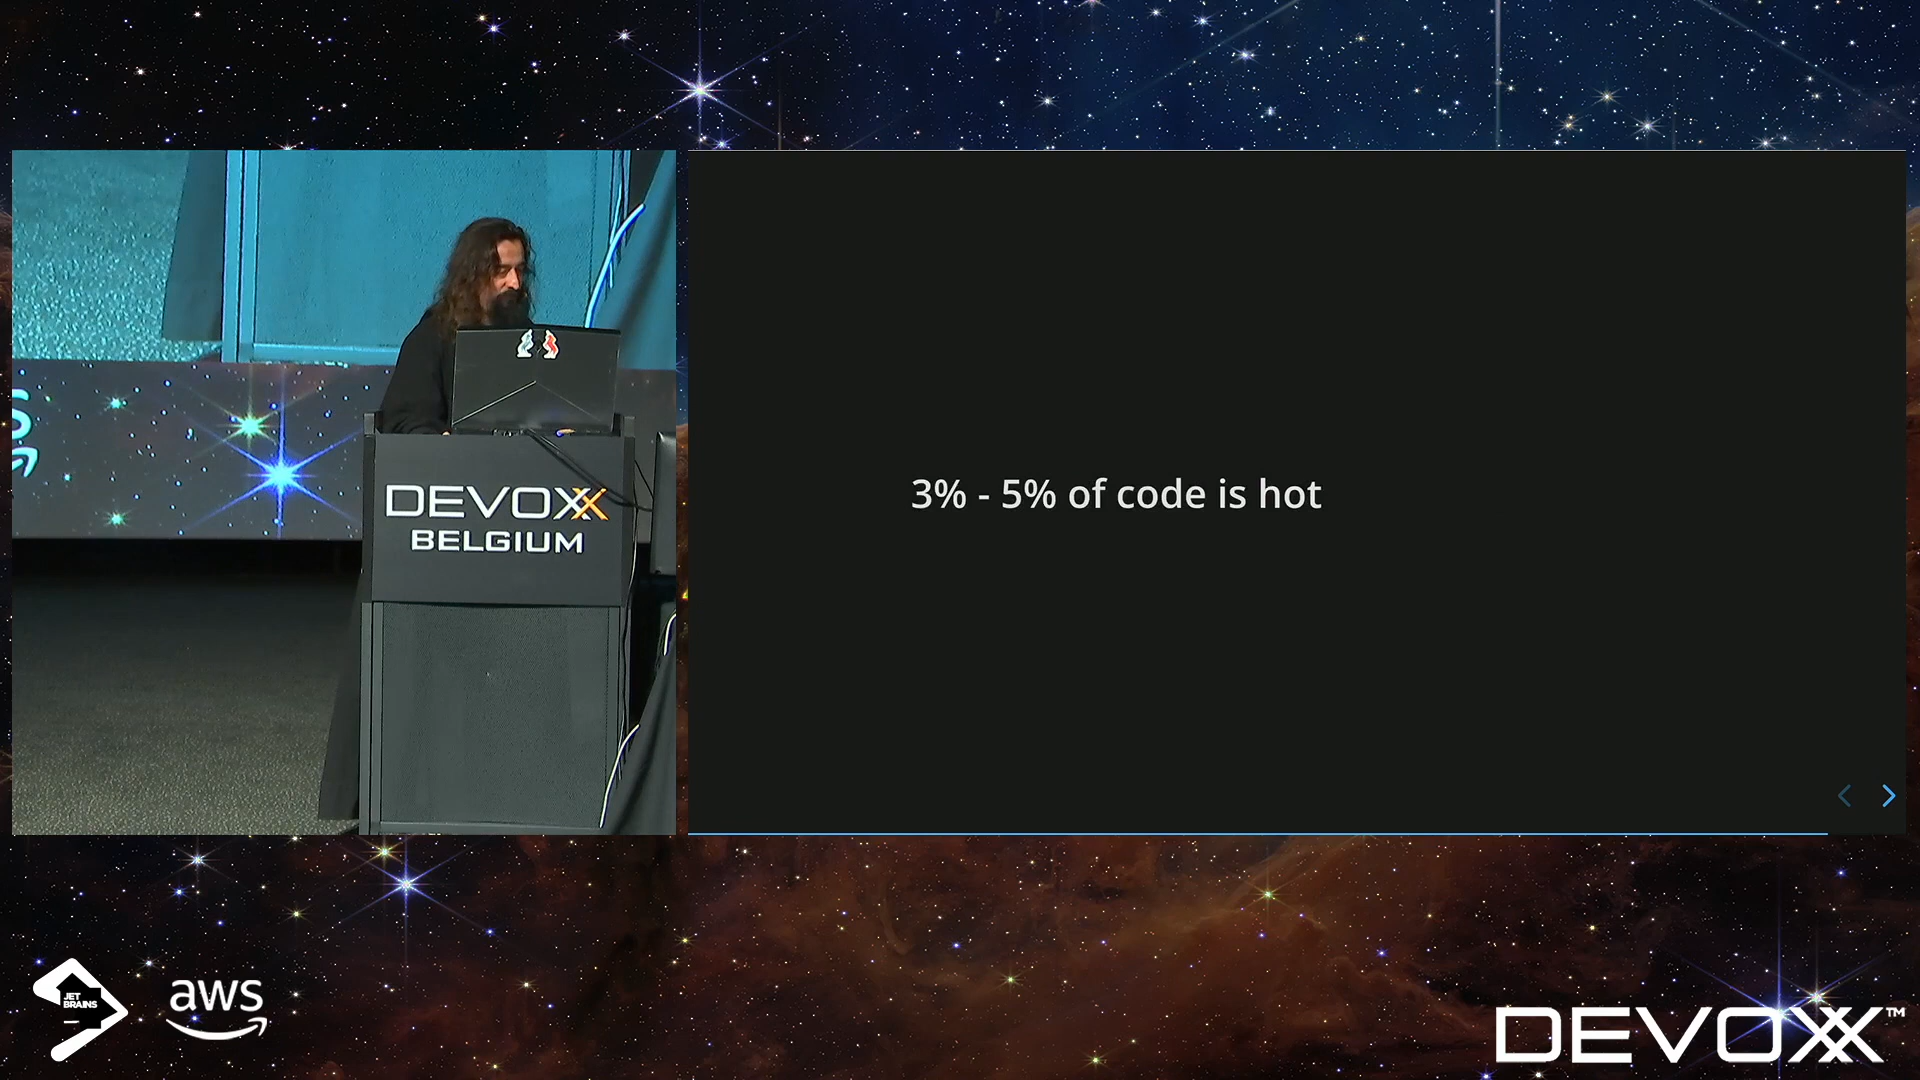 3% - 5% of code is hot
DEVOXX
BELGIUM
JET
BRAINS
aws
DEVOXX™